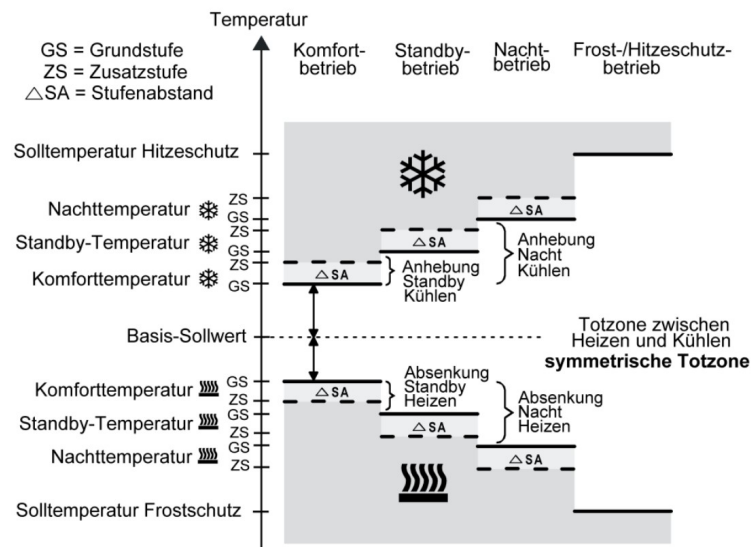 Temperatur
GS = Grundstufe
ZS = Zusatzstufe
△SA = Stufenabstand
Komfort-
betrieb
Standby-
betrieb
Nacht-
betrieb
Frost-/Hitzeschutz-
betrieb
Solltemperatur Hitzeschutz
Nachttemperatur
ZS
GS
△SA
Standby-Temperatur
ZS
GS
△SA
Komforttemperatur
ZS
GS
△SA
Anhebung
Standby
Kühlen
Anhebung
Nacht
Kühlen
Basis-Sollwert
Totzone zwischen
Heizen und Kühlen
symmetrische Totzone
Komforttemperatur
GS
ZS
△SA
Absenkung
Standby
Heizen
Absenkung
Nacht
Heizen
Standby-Temperatur
GS
ZS
△SA
Nachttemperatur
GS
ZS
△SA
Solltemperatur Frostschutz